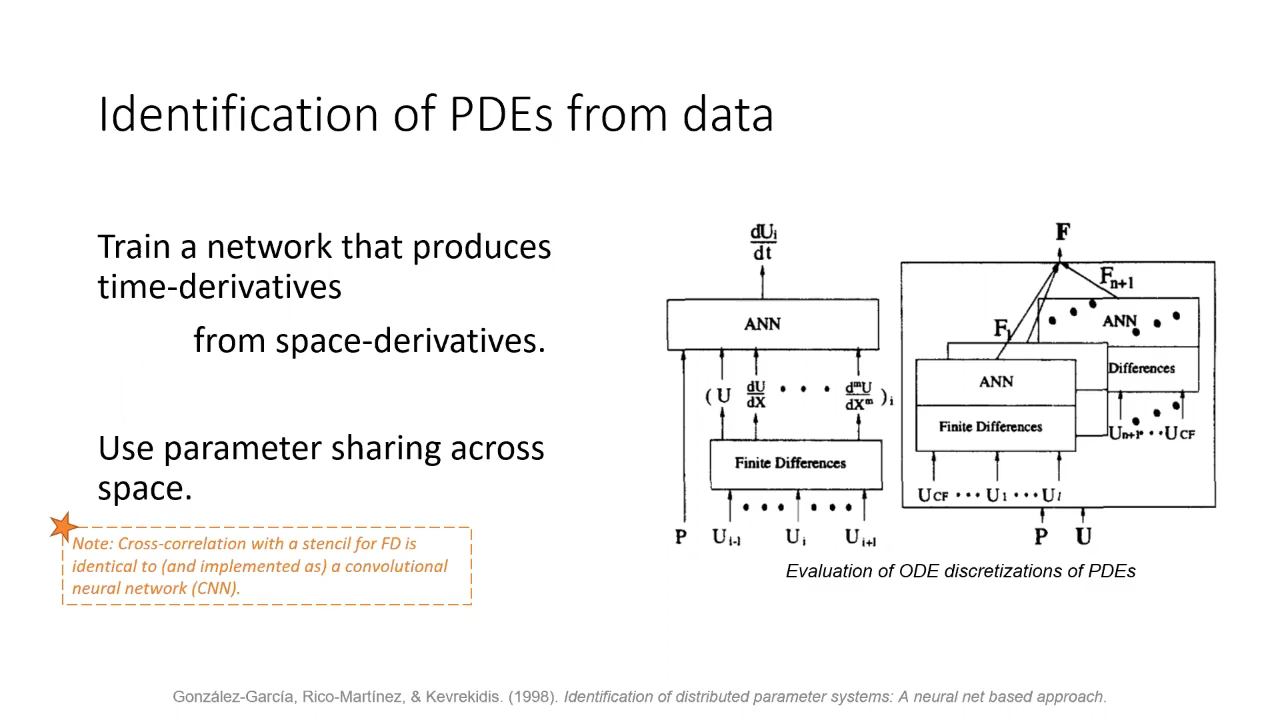 Identification of PDEs from data
Train a network that produces
time-derivatives
from space-derivatives.
Use parameter sharing across
space.
Note: Cross-correlation with a stencil for FD is
identical to (and implemented as) a convolutional
neural network (CNN).
dUi
dt
ANN
( U dU/dX • • • dᵐU/dXᵐ )i
Finite Differences
P Ui-l Ui Ui+l
F
Fn+1
F1
ANN
Differences
Un+1 ••• UCF
ANN
Finite Differences
UCF ••• U1 ••• Ul
P U
Evaluation of ODE discretizations of PDEs
González-García, Rico-Martínez, & Kevrekidis. (1998). Identification of distributed parameter systems: A neural net based approach.